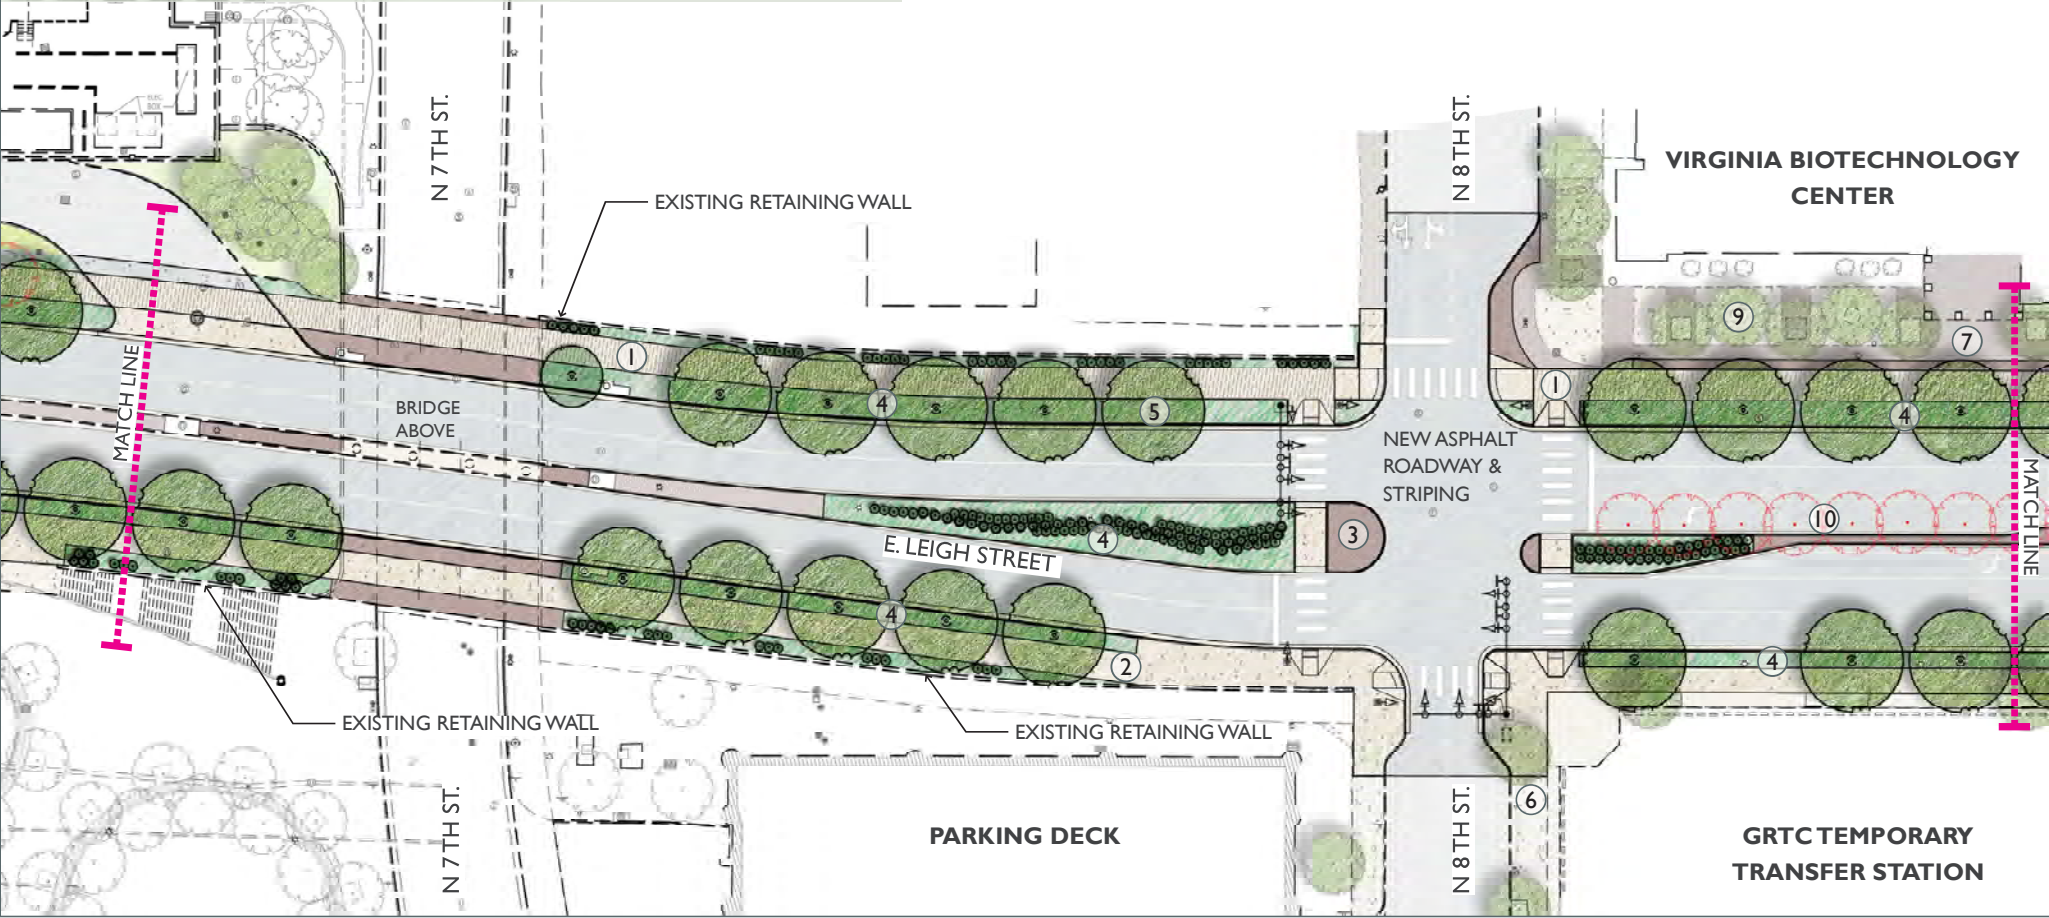 ELEC
BOX
N 7TH ST.
N 8TH ST.
VIRGINIA BIOTECHNOLOGY
CENTER
EXISTING RETAINING WALL
9
7
1
1
MATCH LINE
BRIDGE
ABOVE
4
5
4
NEW ASPHALT
ROADWAY &
STRIPING
MATCH LINE
10
3
4
E. LEIGH STREET
4
2
4
EXISTING RETAINING WALL
EXISTING RETAINING WALL
6
N 7TH ST.
N 8TH ST.
PARKING DECK
GRTC TEMPORARY
TRANSFER STATION